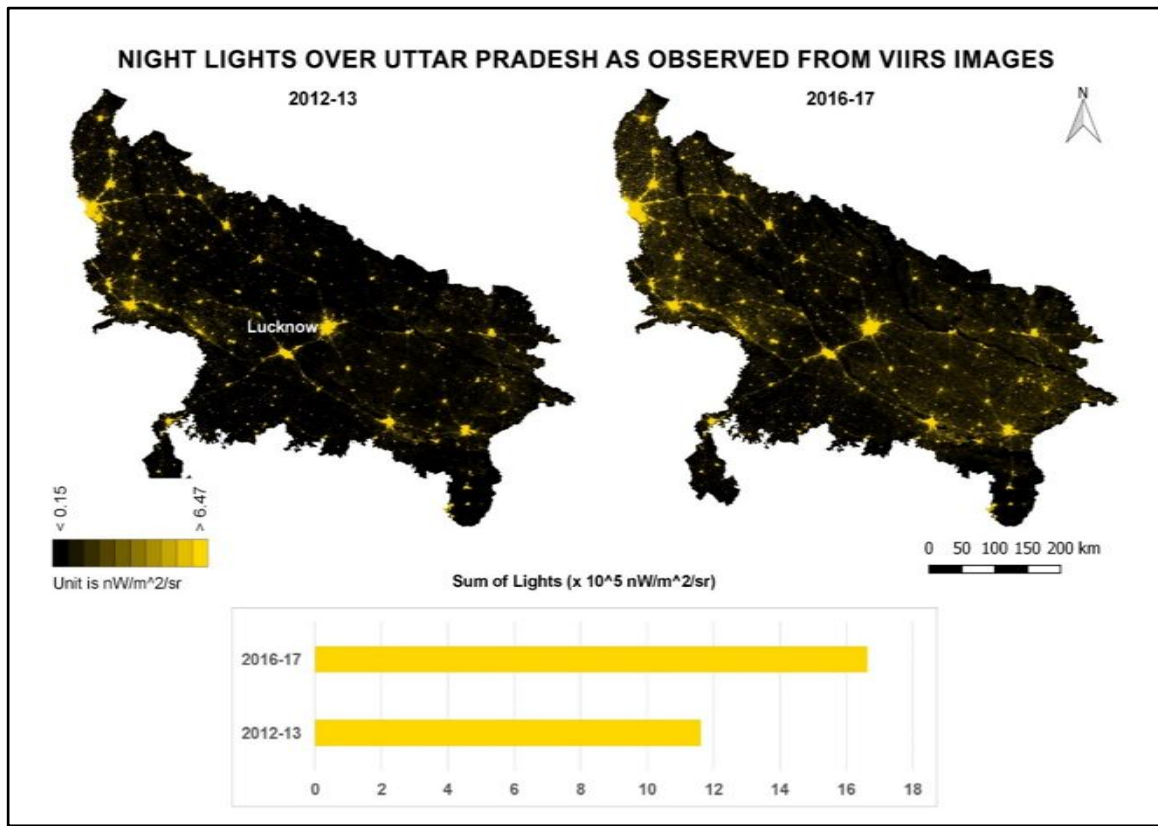 NIGHT LIGHTS OVER UTTAR PRADESH AS OBSERVED FROM VIIRS IMAGES
2012-13
2016-17
N
Lucknow
< 0.15
> 6.47
Unit is nW/m^2/sr
0 50 100 150 200 km
Sum of Lights (x 10^5 nW/m^2/sr)
2016-17
2012-13
0 2 4 6 8 10 12 14 16 18